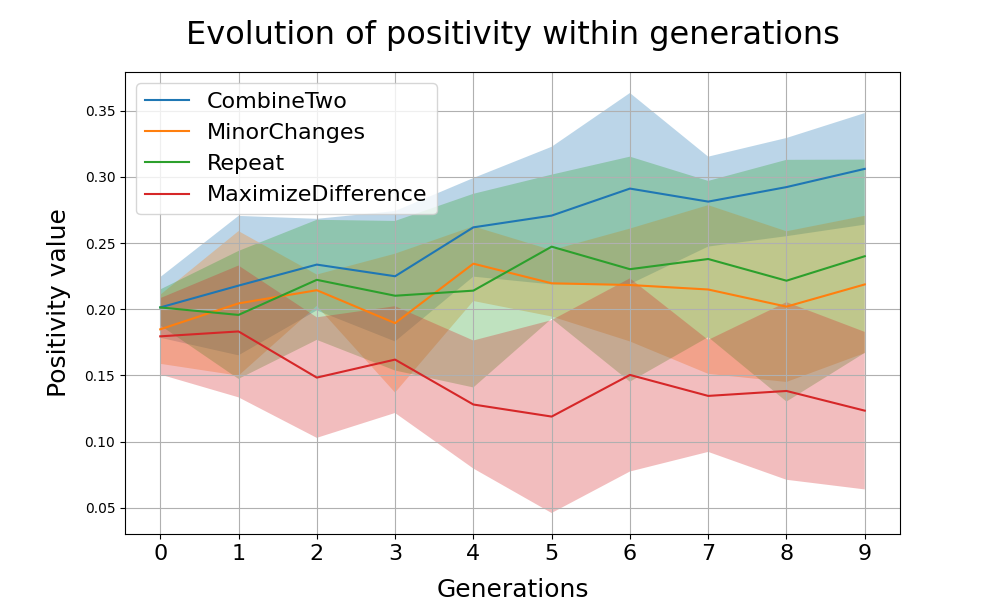 Evolution of positivity within generations
CombineTwo
MinorChanges
Repeat
MaximizeDifference
Positivity value
0.35
0.30
0.25
0.20
0.15
0.10
0.05
0 1 2 3 4 5 6 7 8 9
Generations